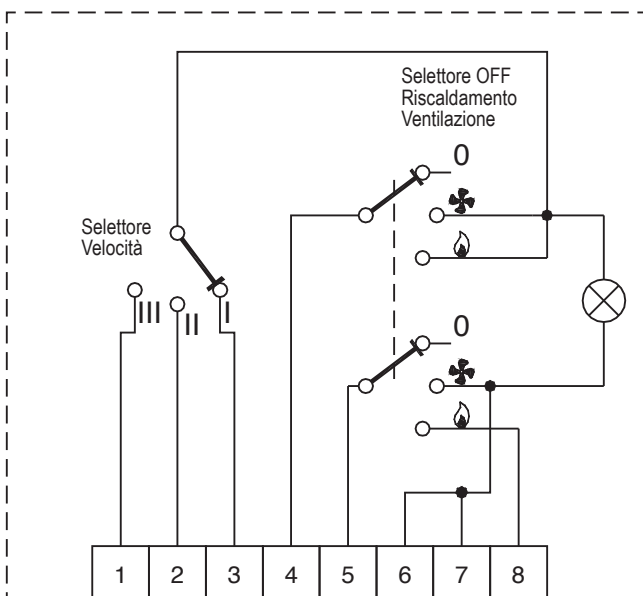 Selettore OFF
Riscaldamento
Ventilazione
0
Selettore
Velocità
III
II
I
0
1 2 3 4 5 6 7 8